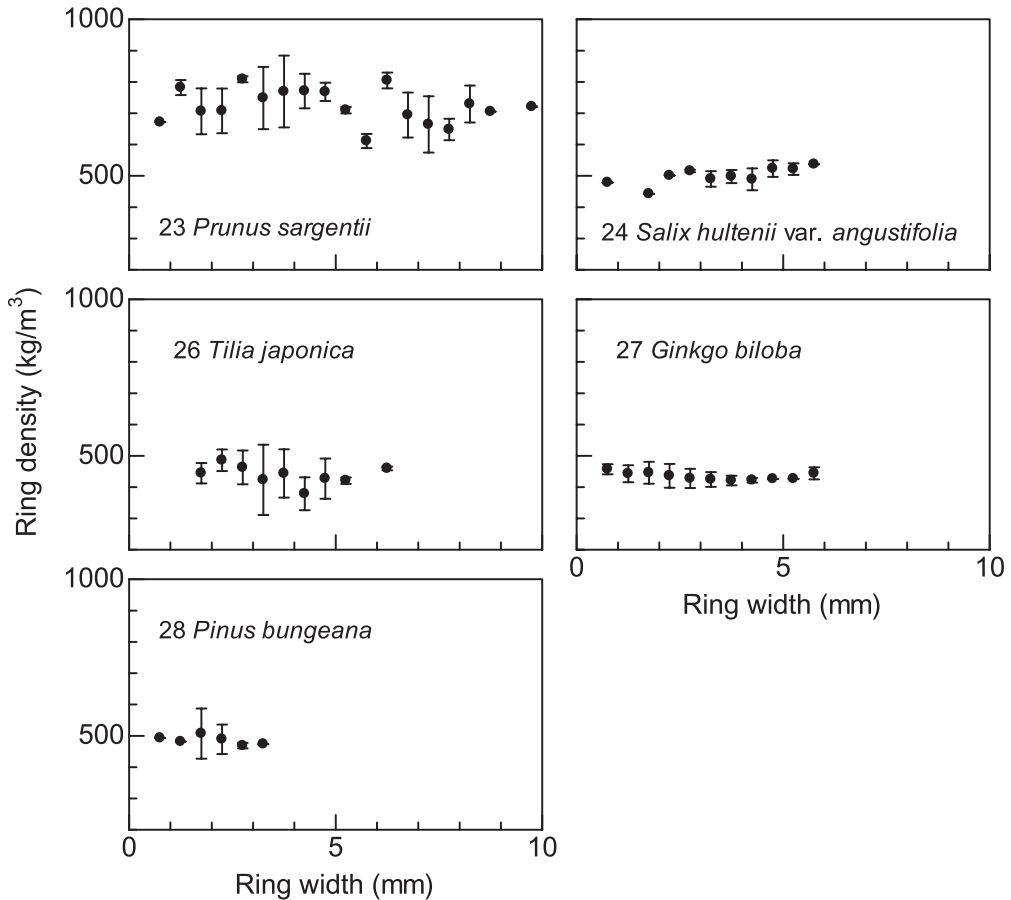 1000
500
23 Prunus sargentii
24 Salix hultenii var. angustifolia
1000
500
26 Tilia japonica
27 Ginkgo biloba
Ring density (kg/m³)
0 5 10
Ring width (mm)
1000
500
28 Pinus bungeana
0 5 10
Ring width (mm)